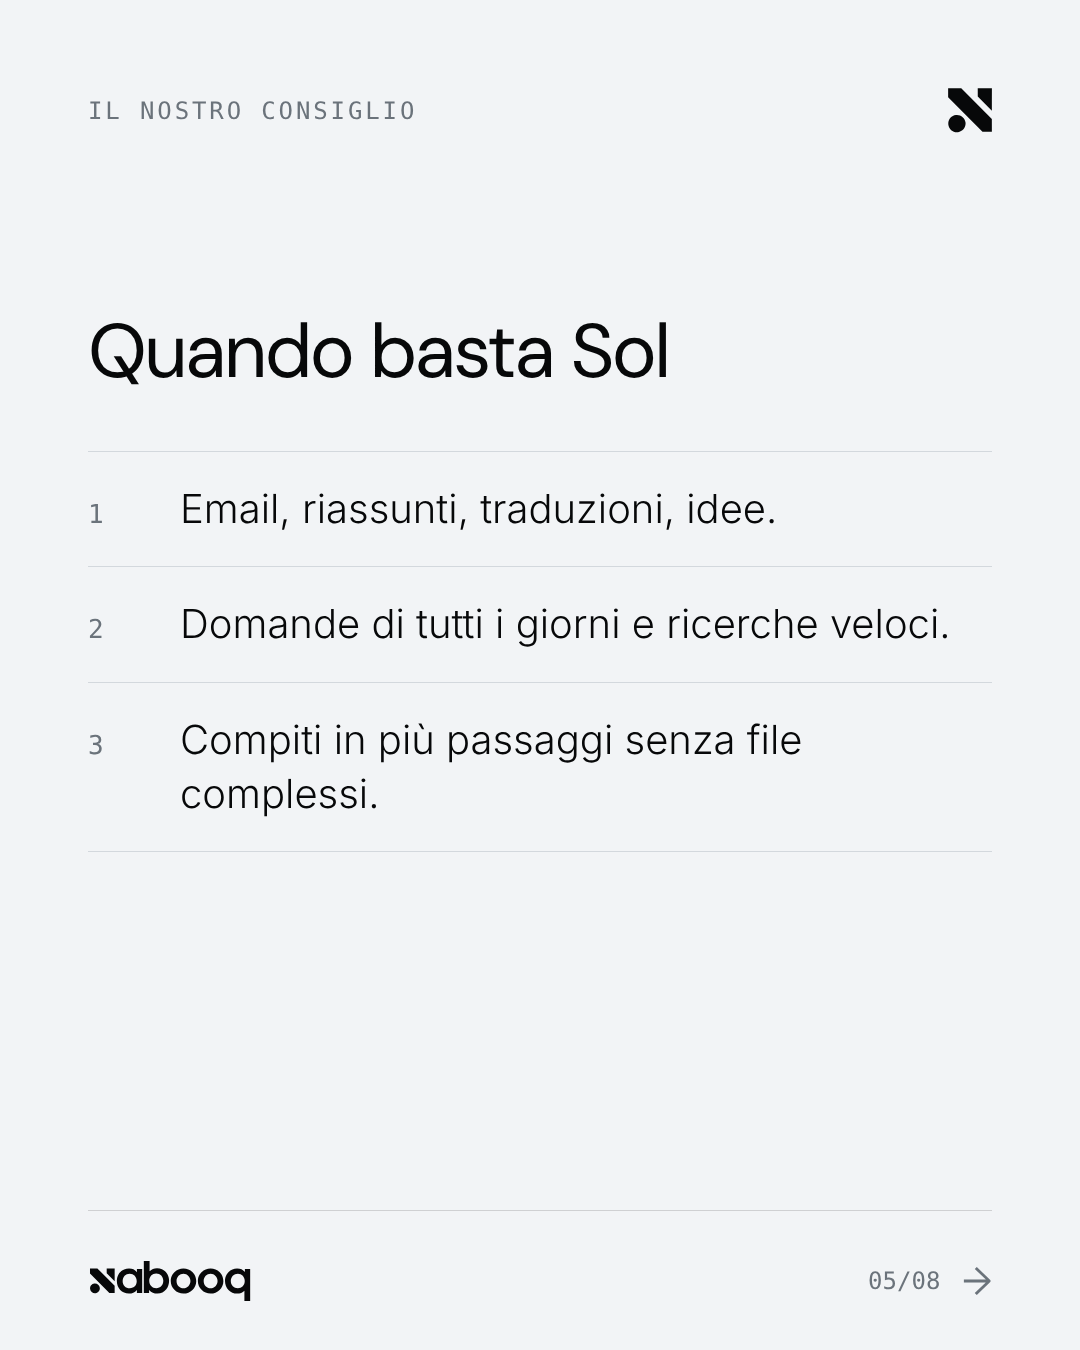 IL NOSTRO CONSIGLIO
Quando basta Sol
1 Email, riassunti, traduzioni, idee.
2 Domande di tutti i giorni e ricerche veloci.
3 Compiti in più passaggi senza file
complessi.
nabooq
05/08